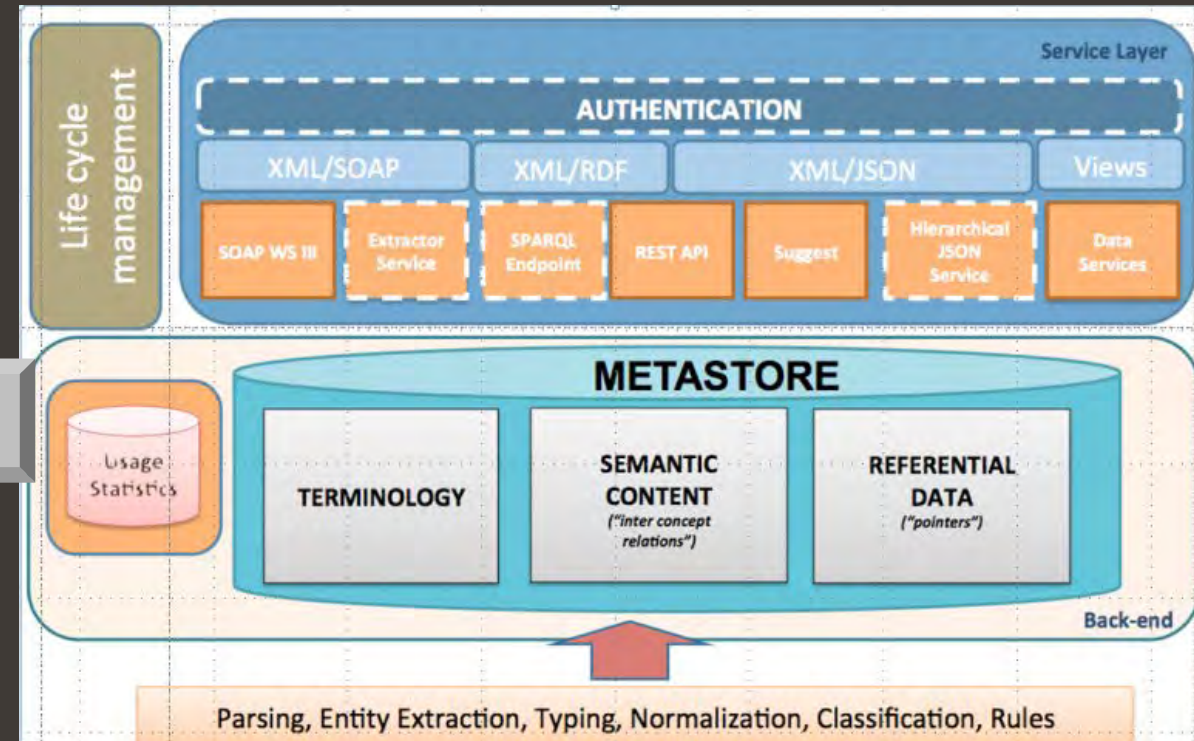 Life cycle
management
Service Layer
AUTHENTICATION
XML/SOAP
XML/RDF
XML/JSON
Views
SOAP WS III
Extractor
Service
SPARQL
Endpoint
REST API
Suggest
Hierarchical
JSON
Service
Data
Services
METASTORE
Usage
Statistics
TERMINOLOGY
SEMANTIC
CONTENT
("inter concept
relations")
REFERENTIAL
DATA
("pointers")
Back-end
Parsing, Entity Extraction, Typing, Normalization, Classification, Rules